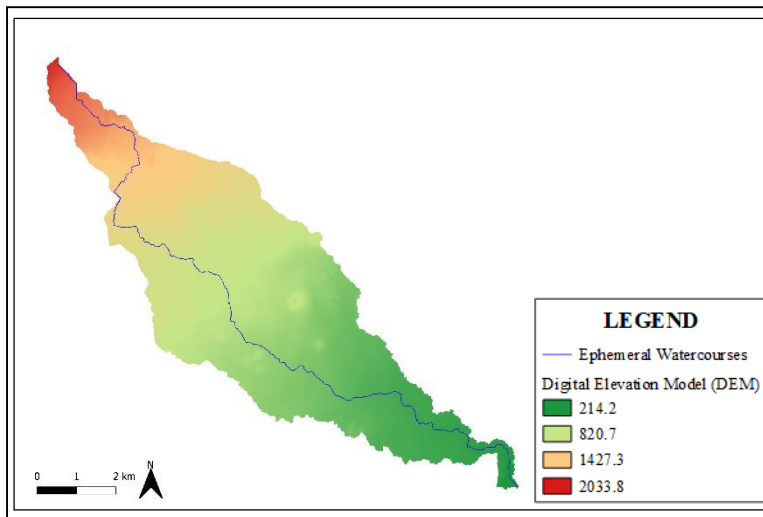 LEGEND
Ephemeral Watercourses
Digital Elevation Model (DEM)
214.2
820.7
1427.3
2033.8
N
0 1 2 km